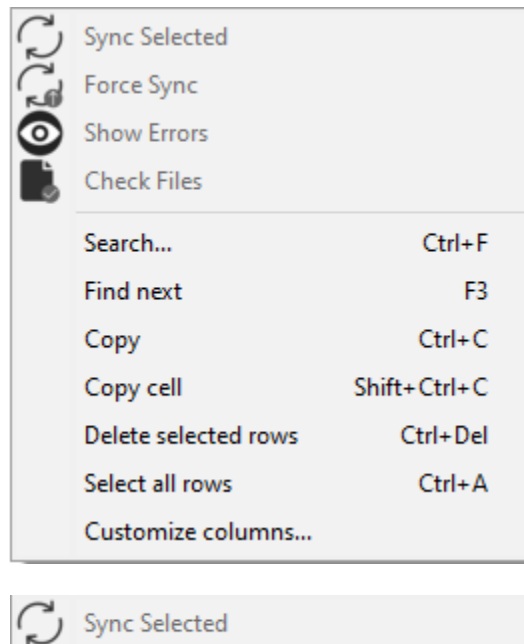 Sync Selected
Force Sync
Show Errors
Check Files
Search... Ctrl+F
Find next F3
Copy Ctrl+C
Copy cell Shift+Ctrl+C
Delete selected rows Ctrl+Del
Select all rows Ctrl+A
Customize columns...
Sync Selected